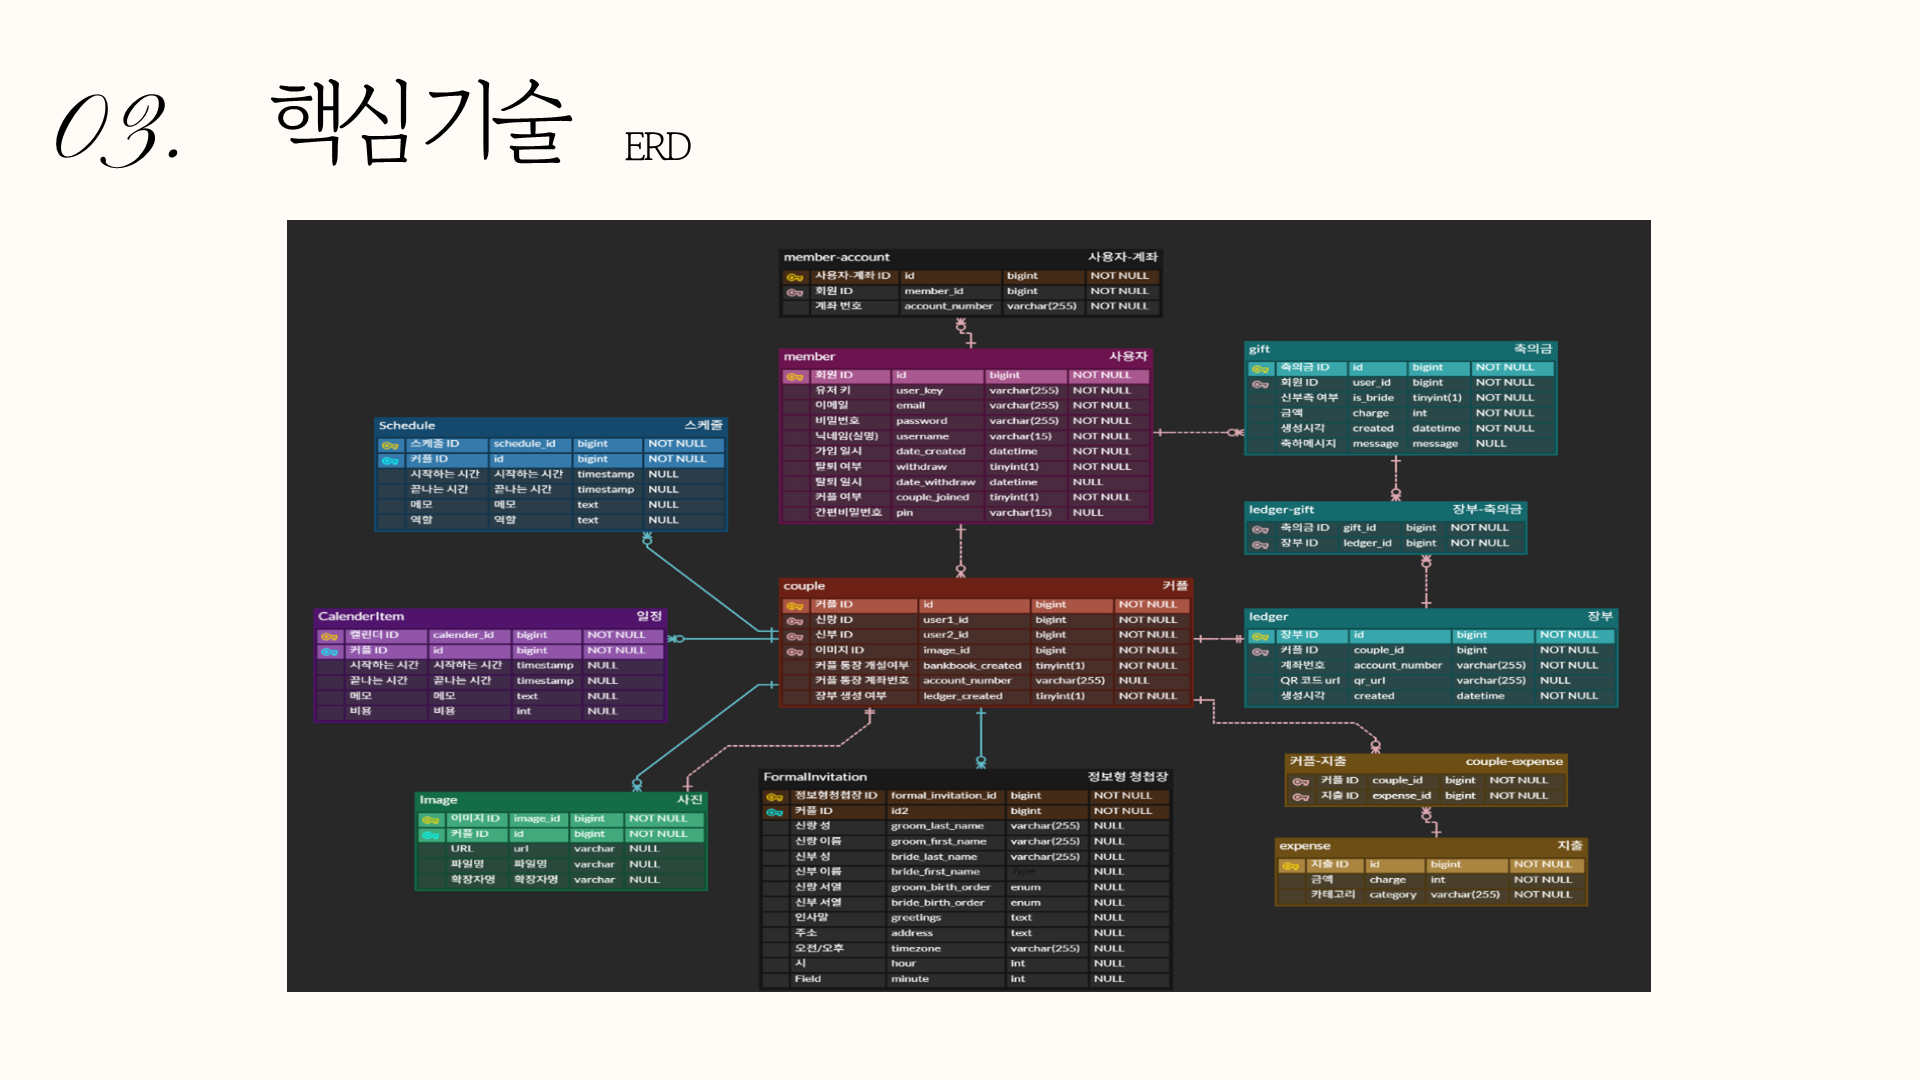 03. 핵심기술 ERD
member-account 사용자-계좌
사용자-계좌 ID id bigint NOT NULL
회원 ID member_id bigint NOT NULL
계좌 번호 account_number varchar(255) NOT NULL
member 사용자
회원 ID id bigint NOT NULL
유저 키 user_key varchar(255) NOT NULL
이메일 email varchar(255) NOT NULL
비밀번호 password varchar(255) NOT NULL
닉네임(실명) username varchar(15) NOT NULL
가입 일시 date_created datetime NOT NULL
탈퇴 여부 withdraw tinyint(1) NOT NULL
탈퇴 일시 date_withdraw datetime NULL
커플 여부 couple_joined tinyint(1) NOT NULL
간편비밀번호 pin varchar(15) NULL
gift 축의금
축의금 ID id bigint NOT NULL
회원 ID user_id bigint NOT NULL
신부측 여부 is_bride tinyint(1) NOT NULL
금액 charge int NOT NULL
생성시각 created datetime NOT NULL
축하메시지 message message NULL
Schedule 스케줄
스케줄 ID schedule_id bigint NOT NULL
커플 ID id bigint NOT NULL
시작하는 시간 시작하는 시간 timestamp NULL
끝나는 시간 끝나는 시간 timestamp NULL
메모 메모 text NULL
역할 역할 text NULL
ledger-gift 장부-축의금
축의금 ID gift_id bigint NOT NULL
장부 ID ledger_id bigint NOT NULL
couple 커플
커플 ID id bigint NOT NULL
신랑 ID user1_id bigint NOT NULL
신부 ID user2_id bigint NOT NULL
이미지 ID image_id bigint NOT NULL
커플 통장 개설여부 bankbook_created tinyint(1) NOT NULL
커플 통장 계좌번호 account_number varchar(255) NULL
장부 생성 여부 ledger_created tinyint(1) NOT NULL
CalenderItem 일정
캘린더 ID calender_id bigint NOT NULL
커플 ID id bigint NOT NULL
시작하는 시간 시작하는 시간 timestamp NULL
끝나는 시간 끝나는 시간 timestamp NULL
메모 메모 text NULL
비용 비용 int NULL
ledger 장부
장부 ID id bigint NOT NULL
커플 ID couple_id bigint NOT NULL
계좌번호 account_number varchar(255) NOT NULL
QR 코드 url qr_url varchar(255) NULL
생성시각 created datetime NOT NULL
커플-지출 couple-expense
커플 ID couple_id bigint NOT NULL
지출 ID expense_id bigint NOT NULL
Image 사진
이미지 ID image_id bigint NOT NULL
커플 ID id bigint NOT NULL
URL url varchar NULL
파일명 파일명 varchar NULL
확장자명 확장자명 varchar NULL
FormalInvitation 정보형 청첩장
정보형청첩장 ID formal_invitation_id bigint NOT NULL
커플 ID id2 bigint NOT NULL
신랑 성 groom_last_name varchar(255) NULL
신랑 이름 groom_first_name varchar(255) NULL
신부 성 bride_last_name varchar(255) NULL
신부 이름 bride_first_name Type NULL
신랑 서열 groom_birth_order enum NULL
신부 서열 bride_birth_order enum NULL
인사말 greetings text NULL
주소 address text NULL
오전/오후 timezone varchar(255) NULL
시 hour int NULL
Field minute int NULL
expense 지출
지출 ID id bigint NOT NULL
금액 charge int NOT NULL
카테고리 category varchar(255) NOT NULL